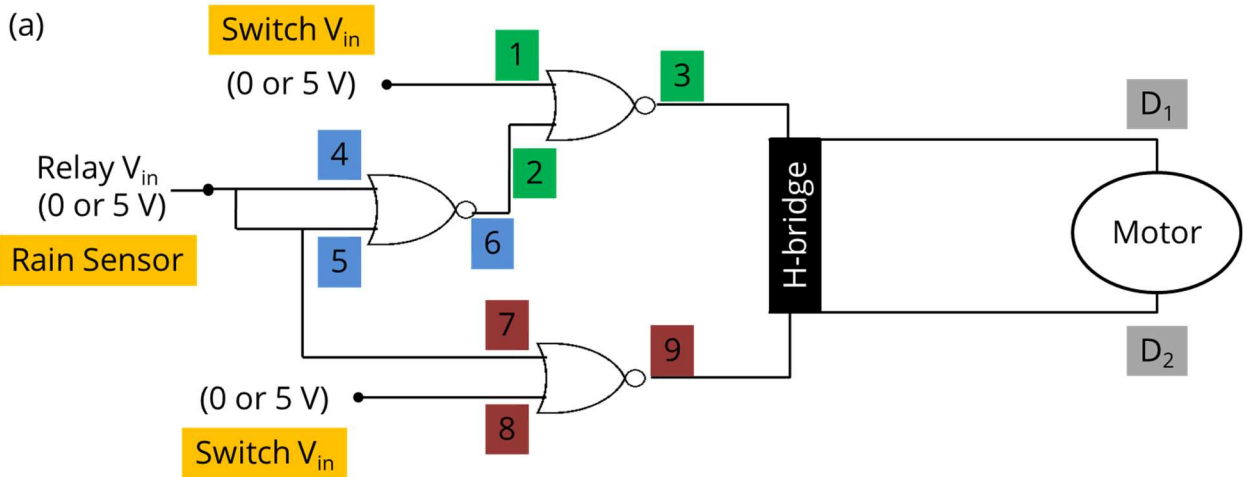 (a)
Switch Vin
(0 or 5 V)
1
3
2
Relay Vin
(0 or 5 V)
Rain Sensor
4
5
6
7
9
(0 or 5 V)
8
Switch Vin
H-bridge
D1
Motor
D2